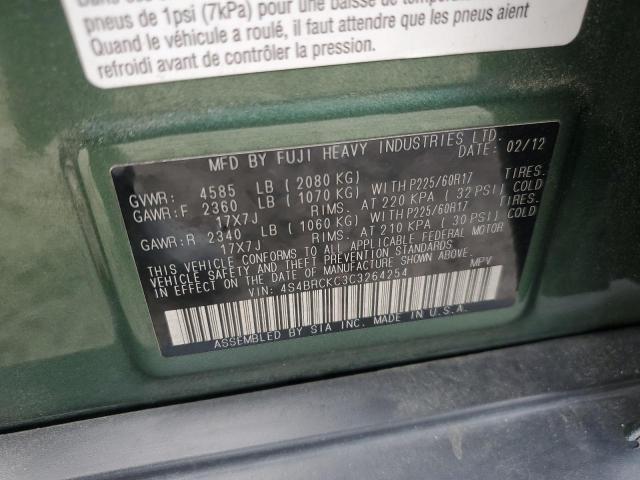 pneus de 1psi (7kPa) pour une baisse de
Quand le véhicule a roulé, il faut attendre que les pneus aient
refroidi avant de contrôler la pression.
MFD BY FUJI HEAVY INDUSTRIES LTD.
DATE: 02/12
GVWR: 4585 LB (2080 KG)
GAWR:F 2360 LB (1070 KG) WITH P225/60R17 TIRES.
17X7J RIMS. AT 220 KPA (32 PSI) COLD
GAWR:R 2340 LB (1060 KG) WITH P225/60R17 TIRES.
17X7J RIMS. AT 210 KPA (30 PSI) COLD
THIS VEHICLE CONFORMS TO ALL APPLICABLE FEDERAL MOTOR
VEHICLE SAFETY AND THEFT PREVENTION STANDARDS
IN EFFECT ON THE DATE OF MANUFACTURE SHOWN ABOVE.
VIN: 4S4BRCKC3C3264254 MPV
ASSEMBLED BY SIA INC. MADE IN U.S.A.